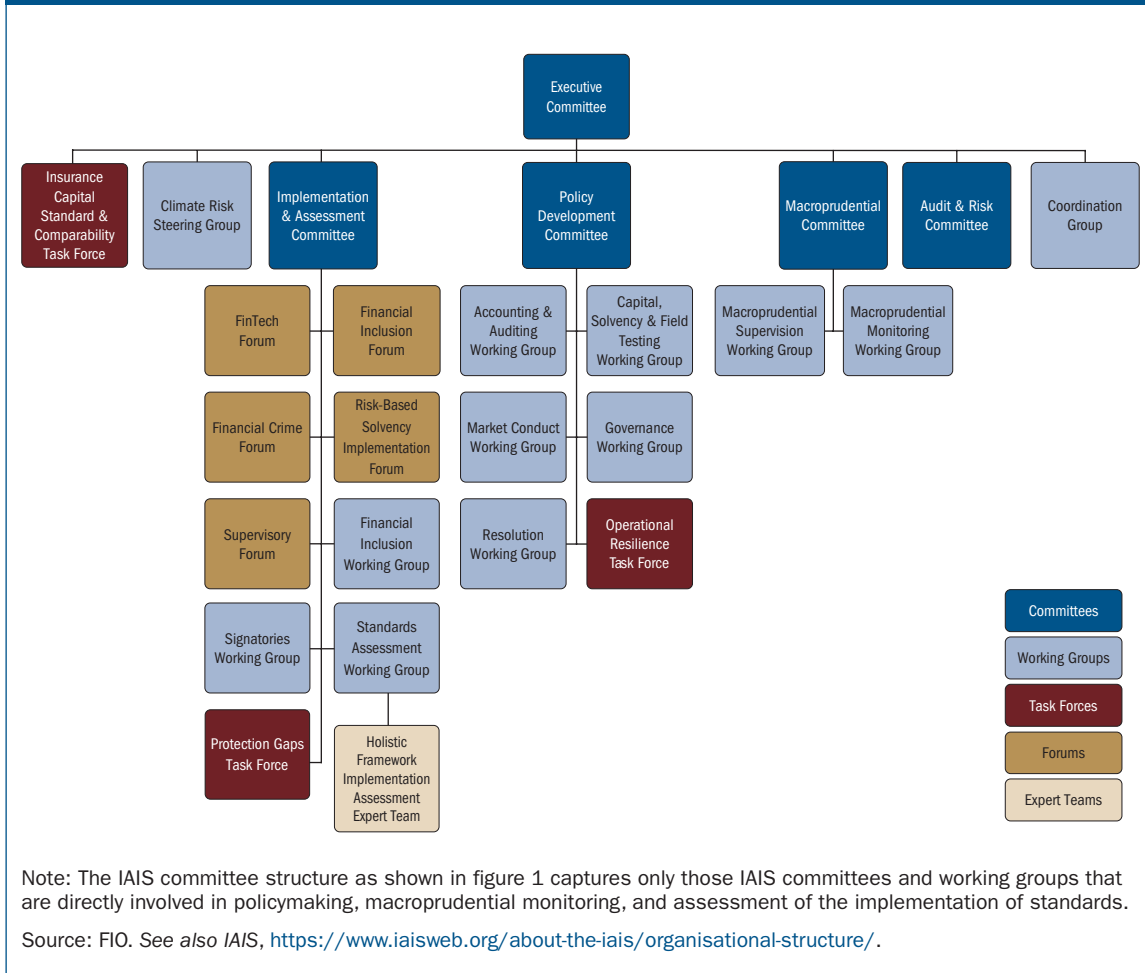 Executive
Committee
Insurance
Capital
Standard &
Comparability
Task Force
Climate Risk
Steering Group
Implementation
& Assessment
Committee
Policy
Development
Committee
Macroprudential
Committee
Audit & Risk
Committee
Coordination
Group
FinTech
Forum
Financial
Inclusion
Forum
Accounting &
Auditing
Working Group
Capital,
Solvency & Field
Testing
Working Group
Macroprudential
Supervision
Working Group
Macroprudential
Monitoring
Working Group
Financial Crime
Forum
Risk-Based
Solvency
Implementation
Forum
Market Conduct
Working Group
Governance
Working Group
Supervisory
Forum
Financial
Inclusion
Working Group
Resolution
Working Group
Operational
Resilience
Task Force
Signatories
Working Group
Standards
Assessment
Working Group
Protection Gaps
Task Force
Holistic
Framework
Implementation
Assessment
Expert Team
Committees
Working Groups
Task Forces
Forums
Expert Teams
Note: The IAIS committee structure as shown in figure 1 captures only those IAIS committees and working groups that
are directly involved in policymaking, macroprudential monitoring, and assessment of the implementation of standards.
Source: FIO. See also IAIS, https://www.iaisweb.org/about-the-iais/organisational-structure/.